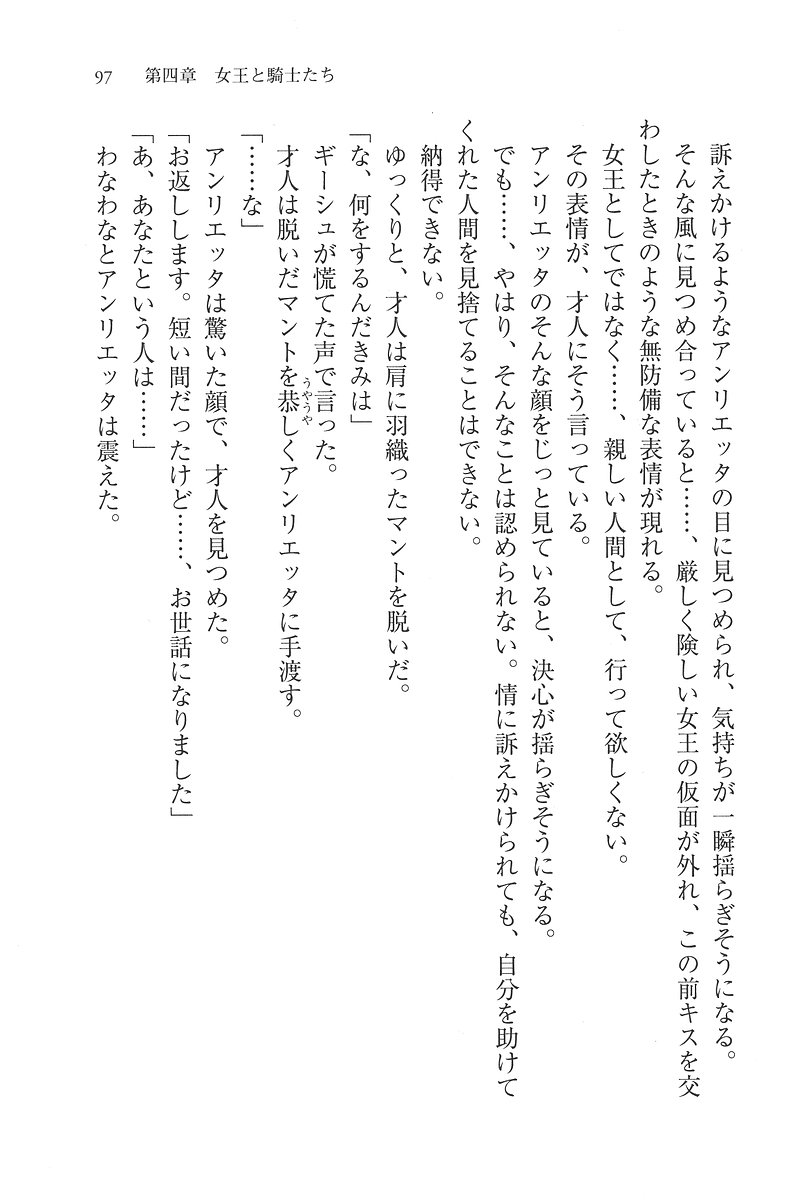 97　第四章　女王と騎士たち
　訴えかけるようなアンリエッタの目に見つめられ、気持ちが一瞬揺らぎそうになる。
　そんな風に見つめ合っていると……、厳しく険しい女王の仮面が外れ、この前キスを交
わしたときのような無防備な表情が現れる。
　女王としてではなく……、親しい人間として、行って欲しくない。
　その表情が、才人にそう言っている。
　アンリエッタのそんな顔をじっと見ていると、決心が揺らぎそうになる。
　でも……、やはり、そんなことは認められない。情に訴えかけられても、自分を助けて
くれた人間を見捨てることはできない。
　納得できない。
　ゆっくりと、才人は肩に羽織ったマントを脱いだ。
「な、何をするんだきみは」
　ギーシュが慌てた声で言った。
　才人は脱いだマントを恭しくアンリエッタに手渡す。
うやうや
「……な」
　アンリエッタは驚いた顔で、才人を見つめた。
「お返しします。短い間だったけど……、お世話になりました」
「あ、あなたという人は……」
　わなわなとアンリエッタは震えた。